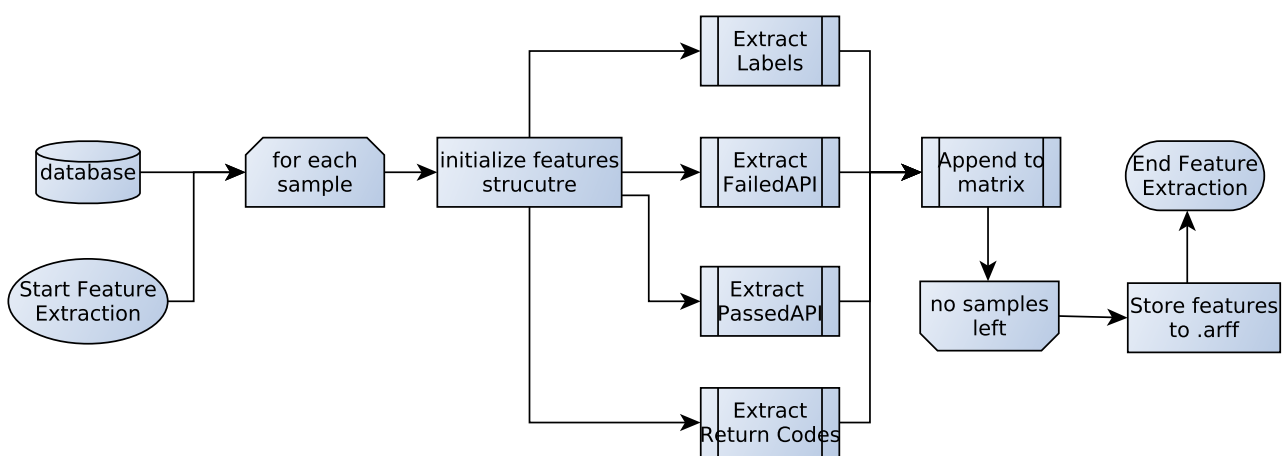 database
Start Feature
Extraction
for each
sample
initialize features
strucutre
Extract
Labels
Extract
FailedAPI
Extract
PassedAPI
Extract
Return Codes
Append to
matrix
no samples
left
Store features
to .arff
End Feature
Extraction